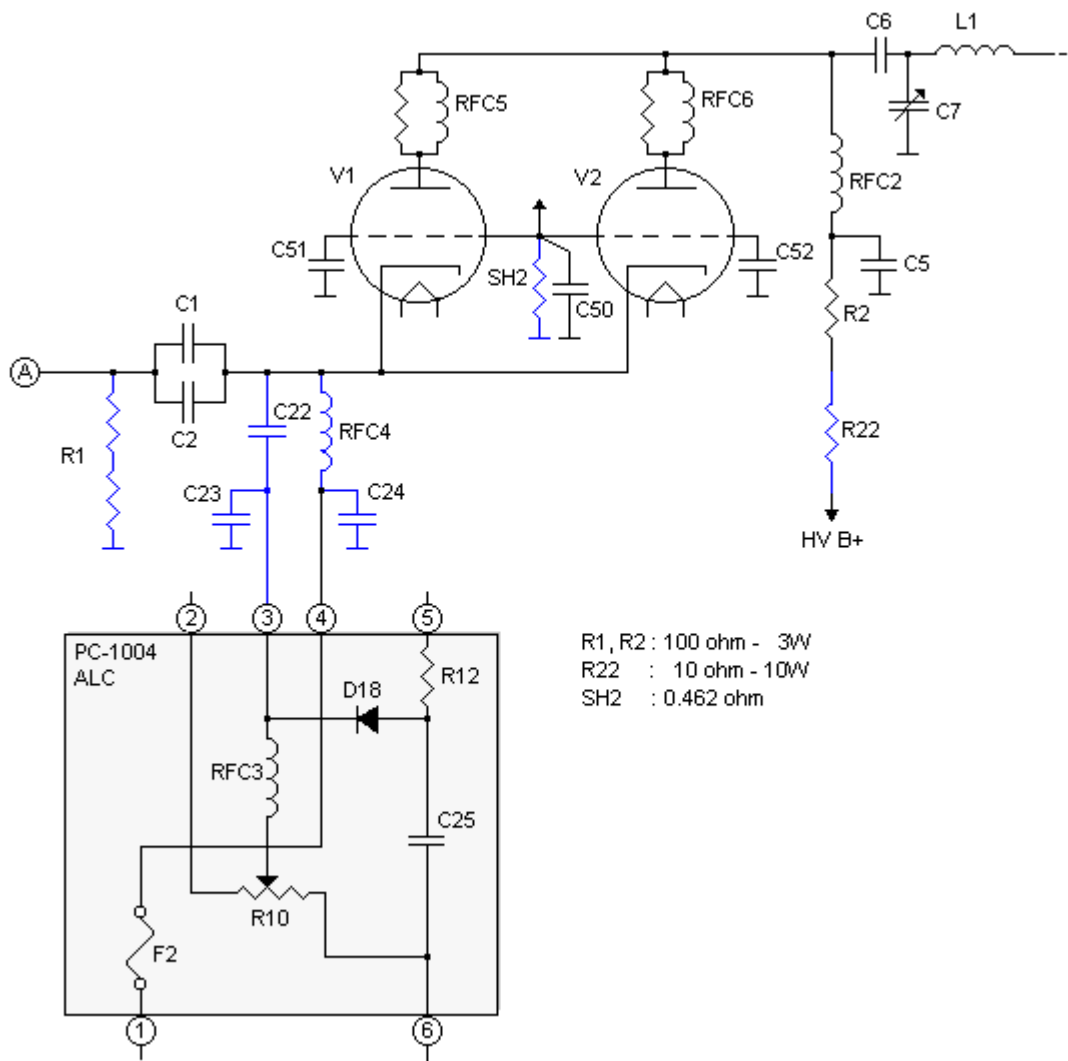 C6
L1
RFC5
RFC6
C7
V1
V2
RFC2
C51
C52
SH2
C50
C5
C1
R2
A
C22
C2
RFC4
R22
R1
C23
C24
HV B+
2
3
4
5
PC-1004
ALC
R12
D18
RFC3
C25
R10
F2
1
6
R1, R2 : 100 ohm - 3W
R22 : 10 ohm - 10W
SH2 : 0.462 ohm